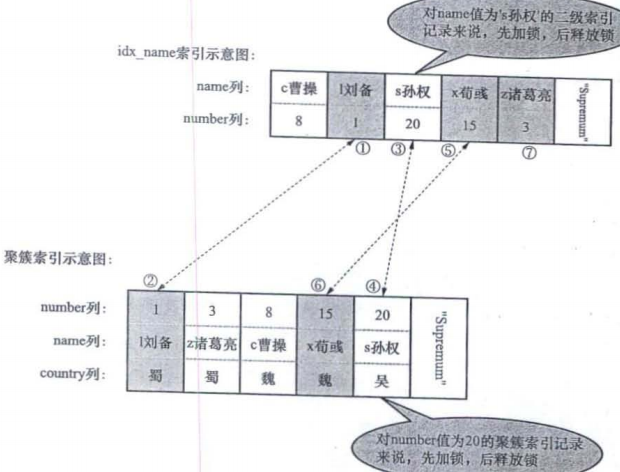 对name值为's孙权'的二级索引
记录来说，先加锁，后释放锁
idx_name索引示意图：
name列： c曹操 l刘备 s孙权 x荀彧 z诸葛亮 "Supremum"
number列： 8 1 20 15 3
① ③ ⑤ ⑦
聚簇索引示意图：
② ⑥ ④
number列： 1 3 8 15 20 "Supremum"
name列： l刘备 z诸葛亮 c曹操 x荀彧 s孙权
country列： 蜀 蜀 魏 魏 吴
对number值为20的聚簇索引记录
来说，先加锁，后释放锁